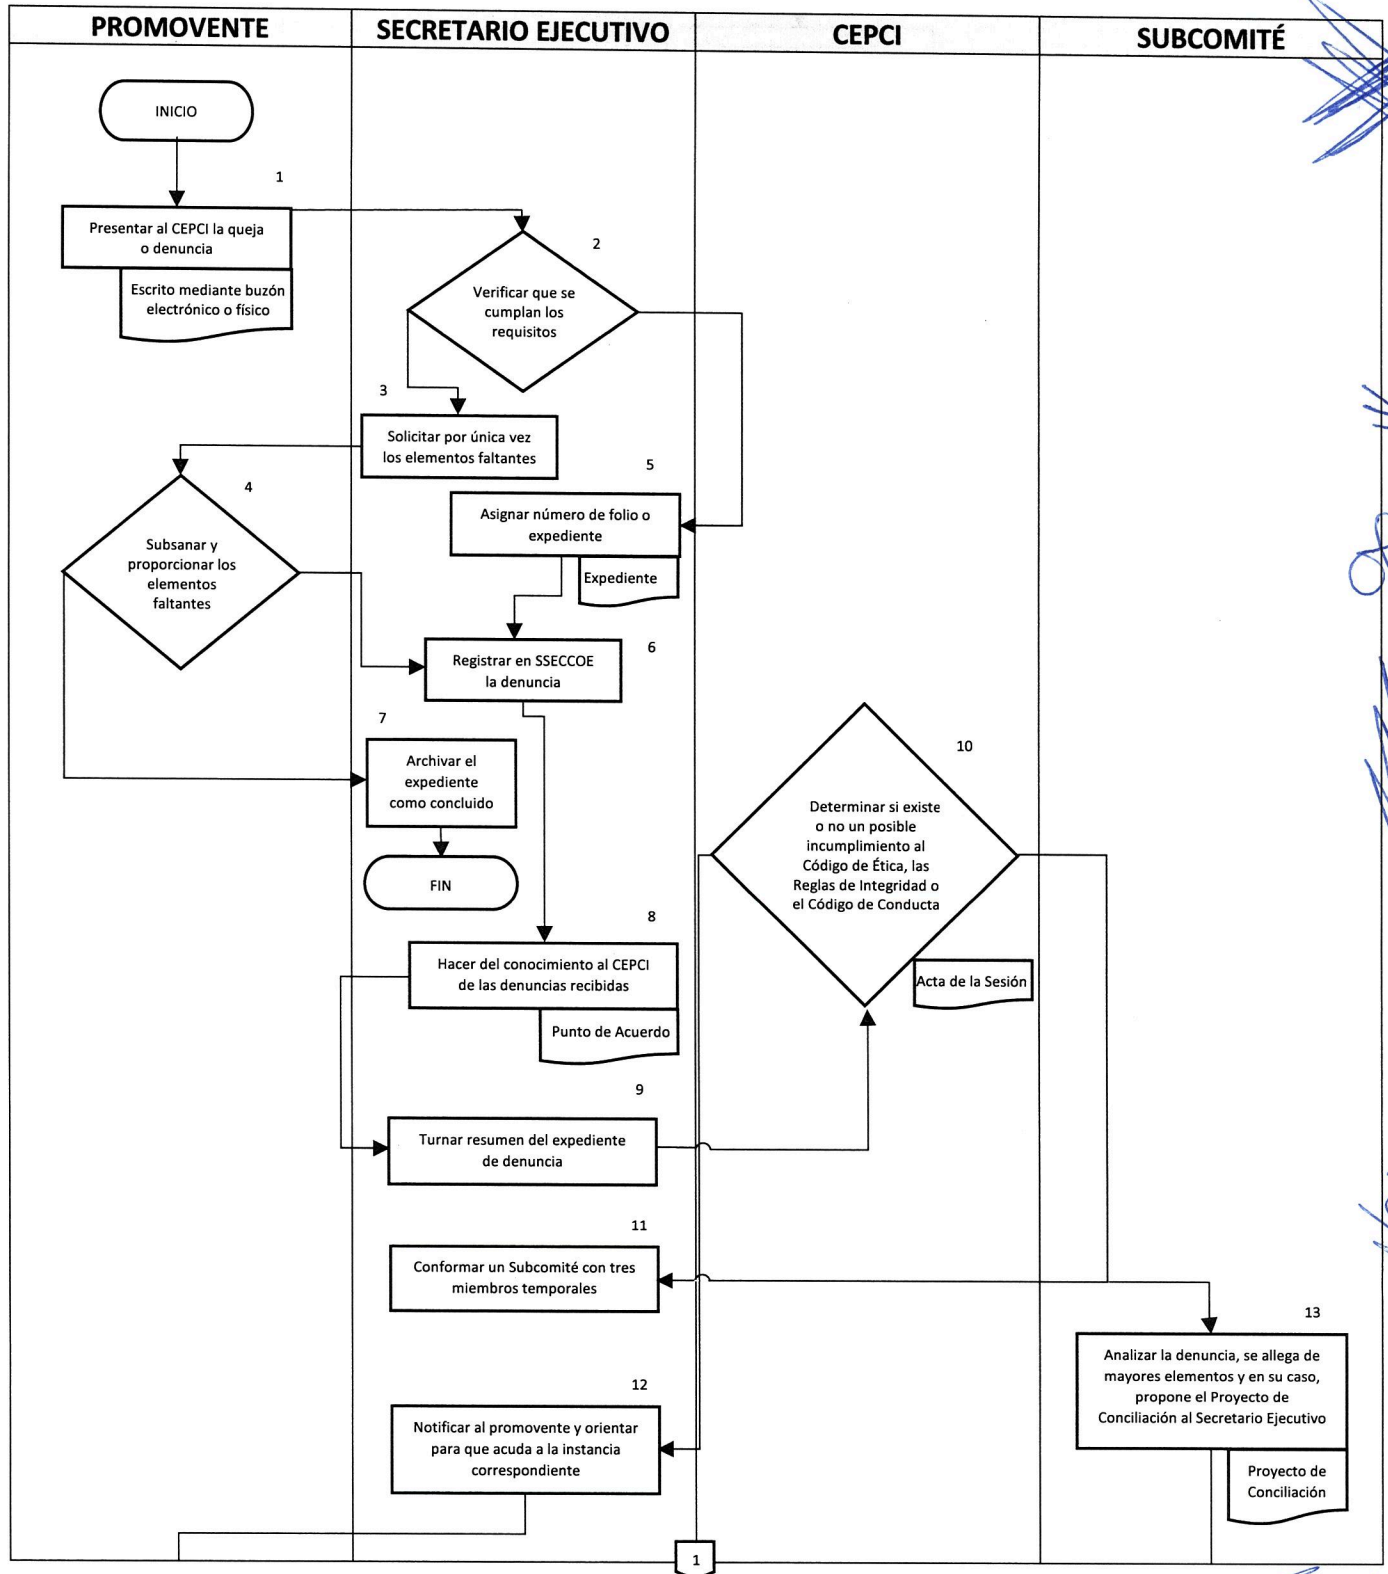 PROMOVENTE
SECRETARIO EJECUTIVO
CEPCI
SUBCOMITÉ
INICIO
1
Presentar al CEPCI la queja
o denuncia
Escrito mediante buzón
electrónico o físico
2
Verificar que se
cumplan los
requisitos
3
Solicitar por única vez
los elementos faltantes
4
Subsanar y
proporcionar los
elementos
faltantes
5
Asignar número de folio o
expediente
Expediente
6
Registrar en SSECCOE
la denuncia
7
Archivar el
expediente
como concluido
FIN
8
Hacer del conocimiento al CEPCI
de las denuncias recibidas
Punto de Acuerdo
9
Turnar resumen del expediente
de denuncia
10
Determinar si existe
o no un posible
incumplimiento al
Código de Ética, las
Reglas de Integridad o
el Código de Conducta
Acta de la Sesión
11
Conformar un Subcomité con tres
miembros temporales
12
Notificar al promovente y orientar
para que acuda a la instancia
correspondiente
13
Analizar la denuncia, se allega de
mayores elementos y en su caso,
propone el Proyecto de
Conciliación al Secretario Ejecutivo
Proyecto de
Conciliación
1